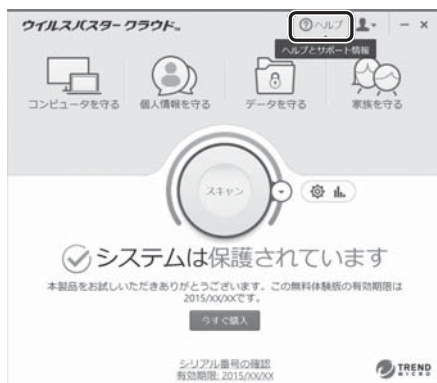 ウイルスバスター クラウド™
ヘルプ
ヘルプとサポート情報
コンピュータを守る
個人情報を守る
データを守る
家族を守る
スキャン
システムは保護されています
本製品をお試しいただきありがとうございます。この無料体験版の有効期限は
2015/XX/XXです。
今すぐ購入
シリアル番号の確認
有効期限: 2015/XX/XX
TREND
MICRO